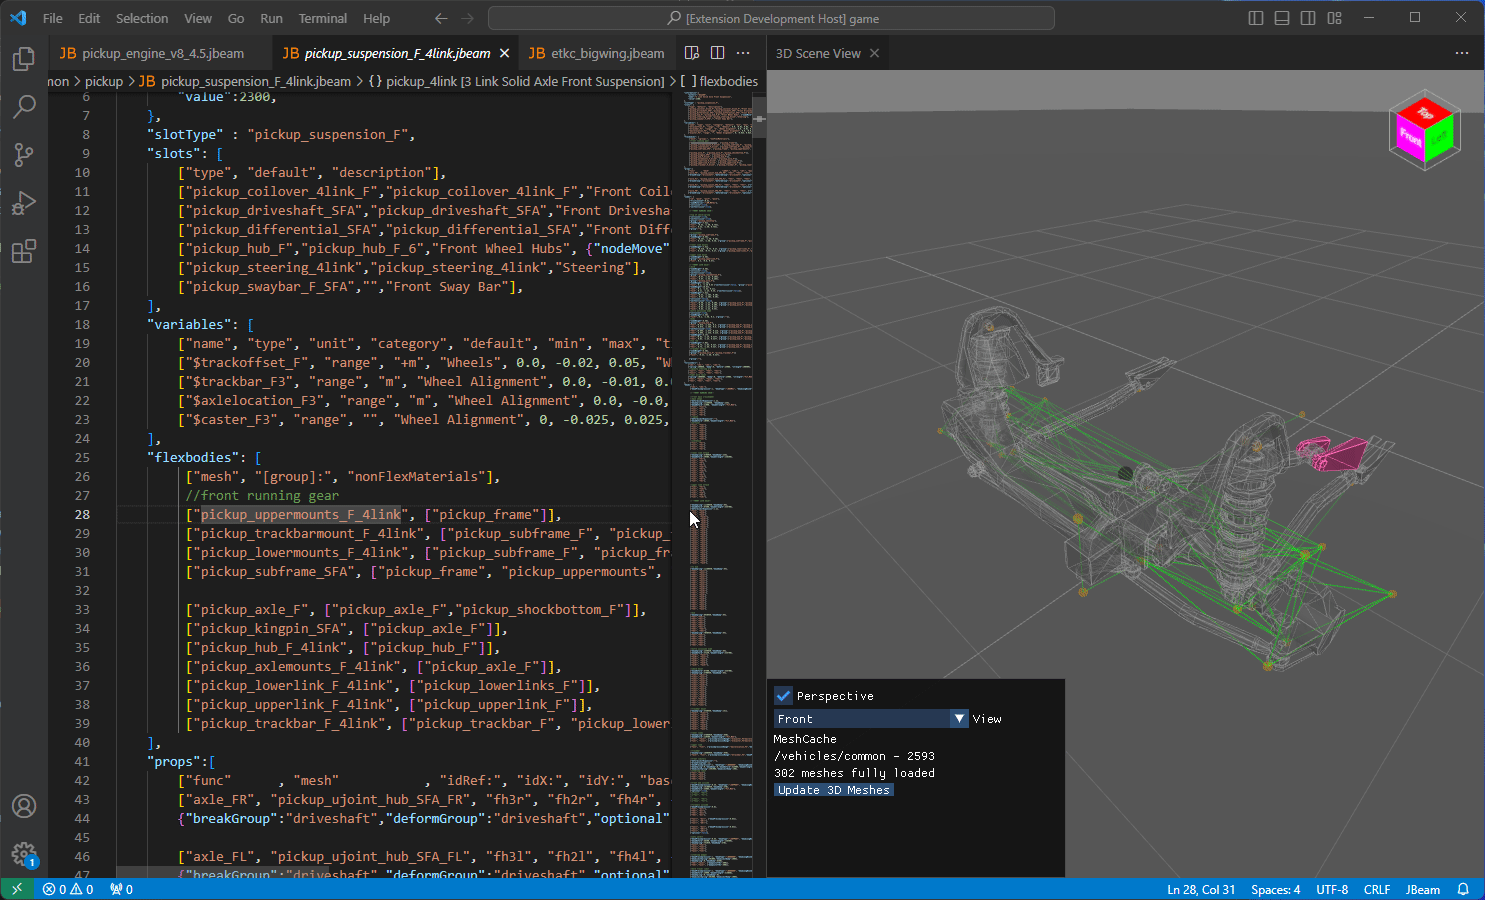 File Edit Selection View Go Run Terminal Help
[Extension Development Host] game
JB pickup_engine_v8_4.5.jbeam
JB pickup_suspension_F_4link.jbeam
JB etkc_bigwing.jbeam
3D Scene View
mon > pickup > JB pickup_suspension_F_4link.jbeam > {} pickup_4link [3 Link Solid Axle Front Suspension] > [ ] flexbodies
6 "value":2300,
7 },
8 "slotType" : "pickup_suspension_F",
9 "slots": [
10 ["type", "default", "description"],
11 ["pickup_coilover_4link_F","pickup_coilover_4link_F","Front Coil
12 ["pickup_driveshaft_SFA","pickup_driveshaft_SFA","Front Drivesha
13 ["pickup_differential_SFA","pickup_differential_SFA","Front Diff
14 ["pickup_hub_F","pickup_hub_F_6","Front Wheel Hubs", {"nodeMove"
15 ["pickup_steering_4link","pickup_steering_4link","Steering"],
16 ["pickup_swaybar_F_SFA","","Front Sway Bar"],
17 ],
18 "variables": [
19 ["name", "type", "unit", "category", "default", "min", "max", "t
20 ["$trackoffset_F", "range", "+m", "Wheels", 0.0, -0.02, 0.05, "W
21 ["$trackbar_F3", "range", "m", "Wheel Alignment", 0.0, -0.01, 0.
22 ["$axlelocation_F3", "range", "m", "Wheel Alignment", 0.0, -0.0,
23 ["$caster_F3", "range", "", "Wheel Alignment", 0, -0.025, 0.025,
24 ],
25 "flexbodies": [
26 ["mesh", "[group]:", "nonFlexMaterials"],
27 //front running gear
28 ["pickup_uppermounts_F_4link", ["pickup_frame"]],
29 ["pickup_trackbarmount_F_4link", ["pickup_subframe_F", "pickup_
30 ["pickup_lowermounts_F_4link", ["pickup_subframe_F", "pickup_fr
31 ["pickup_subframe_SFA", ["pickup_frame", "pickup_uppermounts",
32
33 ["pickup_axle_F", ["pickup_axle_F","pickup_shockbottom_F"]],
34 ["pickup_kingpin_SFA", ["pickup_axle_F"]],
35 ["pickup_hub_F_4link", ["pickup_hub_F"]],
36 ["pickup_axlemounts_F_4link", ["pickup_axle_F"]],
37 ["pickup_lowerlink_F_4link", ["pickup_lowerlinks_F"]],
38 ["pickup_upperlink_F_4link", ["pickup_upperlink_F"]],
39 ["pickup_trackbar_F_4link", ["pickup_trackbar_F", "pickup_lower
40 ],
41 "props":[
42 ["func" , "mesh" , "idRef:", "idX:", "idY:", "bas
43 ["axle_FR", "pickup_ujoint_hub_SFA_FR", "fh3r", "fh2r", "fh4r",
44 {"breakGroup":"driveshaft","deformGroup":"driveshaft","optional"
45
46 ["axle_FL", "pickup_ujoint_hub_SFA_FL", "fh3l", "fh2l", "fh4l",
47 {"breakGroup":"driveshaft","deformGroup":"driveshaft","optional"
Top
Front
Left
Perspective
Front View
MeshCache
/vehicles/common - 2593
302 meshes fully loaded
Update 3D Meshes
1
0 0 0
Ln 28, Col 31 Spaces: 4 UTF-8 CRLF JBeam